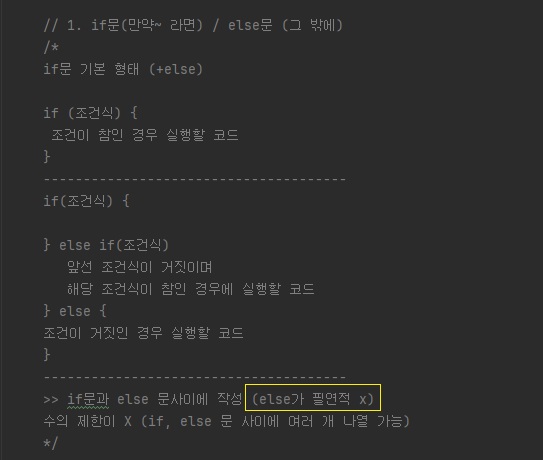 // 1. if문(만약~ 라면) / else문 (그 밖에)
/*
if문 기본 형태 (+else)
if (조건식) {
조건이 참인 경우 실행할 코드
}
--------------------------------------
if(조건식) {
} else if(조건식)
앞선 조건식이 거짓이며
해당 조건식이 참인 경우에 실행할 코드
} else {
조건이 거짓인 경우 실행할 코드
}
--------------------------------------
>> if문과 else 문사이에 작성 (else가 필연적 x)
수의 제한이 X (if, else 문 사이에 여러 개 나열 가능)
*/